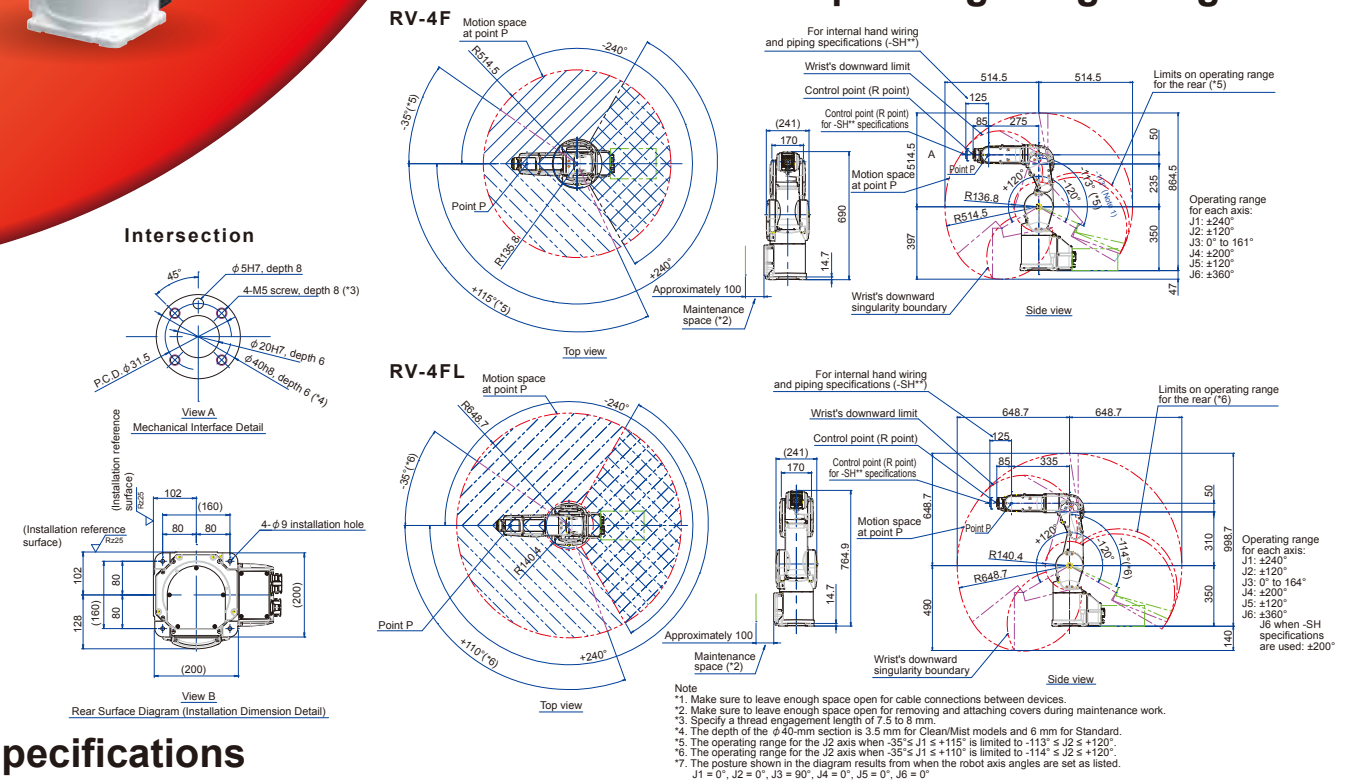 RV-4F
Motion space
at point P
R514.5
-240°
-35°(*5)
Point P
R135.8
+240°
+115°(*5)
Top view
(241)
170
690
14.7
Approximately 100
Maintenance
space (*2)
For internal hand wiring
and piping specifications (-SH**)
Wrist's downward limit
Control point (R point)
Control point (R point)
for -SH** specifications
514.5
514.5
125
85
275
Limits on operating range
for the rear (*5)
A
Point P
514.5
Motion space
at point P
397
R136.8
R514.5
+120°
-120°
-113°(*5)
(Note 1)
50
235
350
864.5
47
Wrist's downward
singularity boundary
Side view
Operating range
for each axis:
J1: ±240°
J2: ±120°
J3: 0° to 161°
J4: ±200°
J5: ±120°
J6: ±360°
Intersection
45°
ϕ5H7, depth 8
4-M5 screw, depth 8 (*3)
ϕ20H7, depth 6
ϕ40h8, depth 6 (*4)
P.C.D. ϕ31.5
View A
Mechanical Interface Detail
(Installation reference
surface)
Rz25
102
(160)
80
80
(Installation reference
surface)
Rz25
4-ϕ9 installation hole
102
(160)
128
80
80
(200)
(200)
View B
Rear Surface Diagram (Installation Dimension Detail)
RV-4FL
Motion space
at point P
R648.7
-240°
-35°(*6)
R140.4
Point P
+110°(*6)
+240°
Top view
(241)
170
764.9
14.7
Approximately 100
Maintenance
space (*2)
For internal hand wiring
and piping specifications (-SH**)
Wrist's downward limit
Control point (R point)
Control point (R point)
for -SH** specifications
648.7
648.7
125
85
335
Limits on operating range
for the rear (*6)
648.7
Motion space
at point P
Point P
490
R140.4
R648.7
+120°
-120°
-114°(*6)
50
310
350
998.7
140
Wrist's downward
singularity boundary
Side view
Operating range
for each axis:
J1: ±240°
J2: ±120°
J3: 0° to 164°
J4: ±200°
J5: ±120°
J6: ±360°
J6 when -SH
specifications
are used: ±200°
Note
*1. Make sure to leave enough space open for cable connections between devices.
*2. Make sure to leave enough space open for removing and attaching covers during maintenance work.
*3. Specify a thread engagement length of 7.5 to 8 mm.
*4. The depth of the ϕ40-mm section is 3.5 mm for Clean/Mist models and 6 mm for Standard.
*5. The operating range for the J2 axis when -35°≤ J1 ≤ +115° is limited to -113° ≤ J2 ≤ +120°.
*6. The operating range for the J2 axis when -35°≤ J1 ≤ +110° is limited to -114° ≤ J2 ≤ +120°.
*7. The posture shown in the diagram results from when the robot axis angles are set as listed.
J1 = 0°, J2 = 0°, J3 = 90°, J4 = 0°, J5 = 0°, J6 = 0°
pecifications